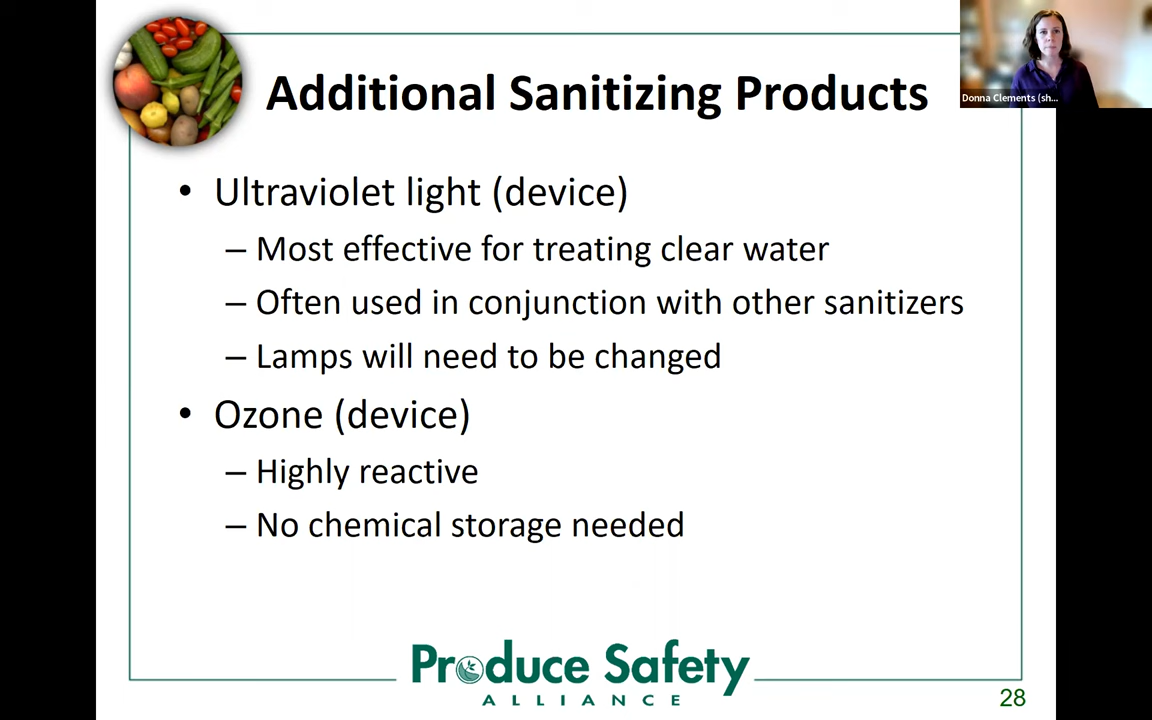 Additional Sanitizing Products
Donna Clements (sh...
• Ultraviolet light (device)
– Most effective for treating clear water
– Often used in conjunction with other sanitizers
– Lamps will need to be changed
• Ozone (device)
– Highly reactive
– No chemical storage needed
Produce Safety
ALLIANCE
28